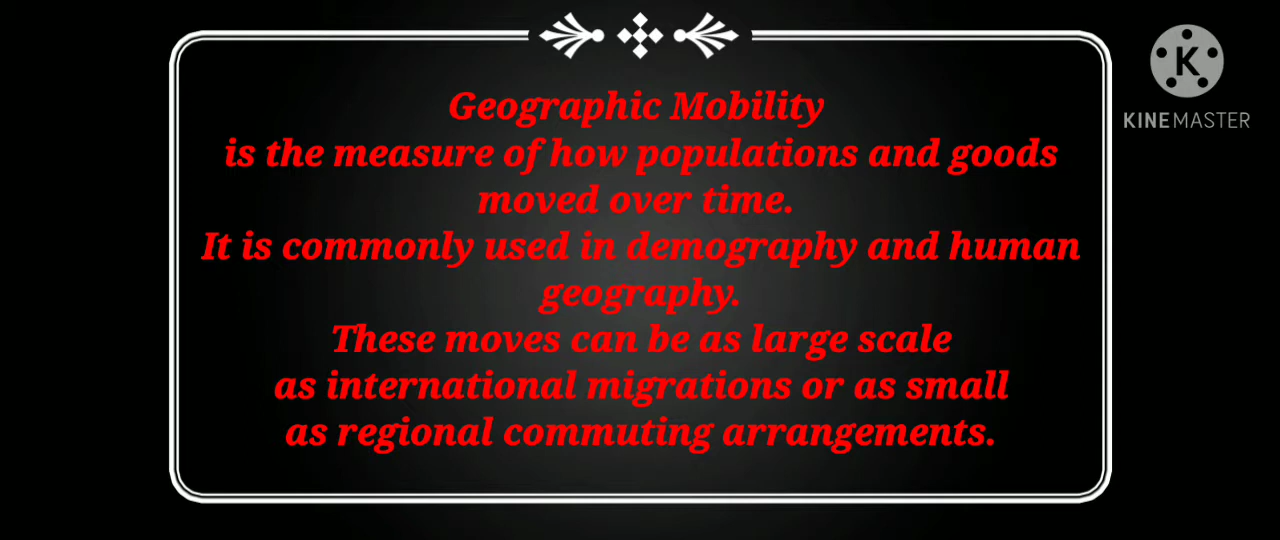 Geographic Mobility
is the measure of how populations and goods
moved over time.
It is commonly used in demography and human
geography.
These moves can be as large scale
as international migrations or as small
as regional commuting arrangements.
K
KINEMASTER